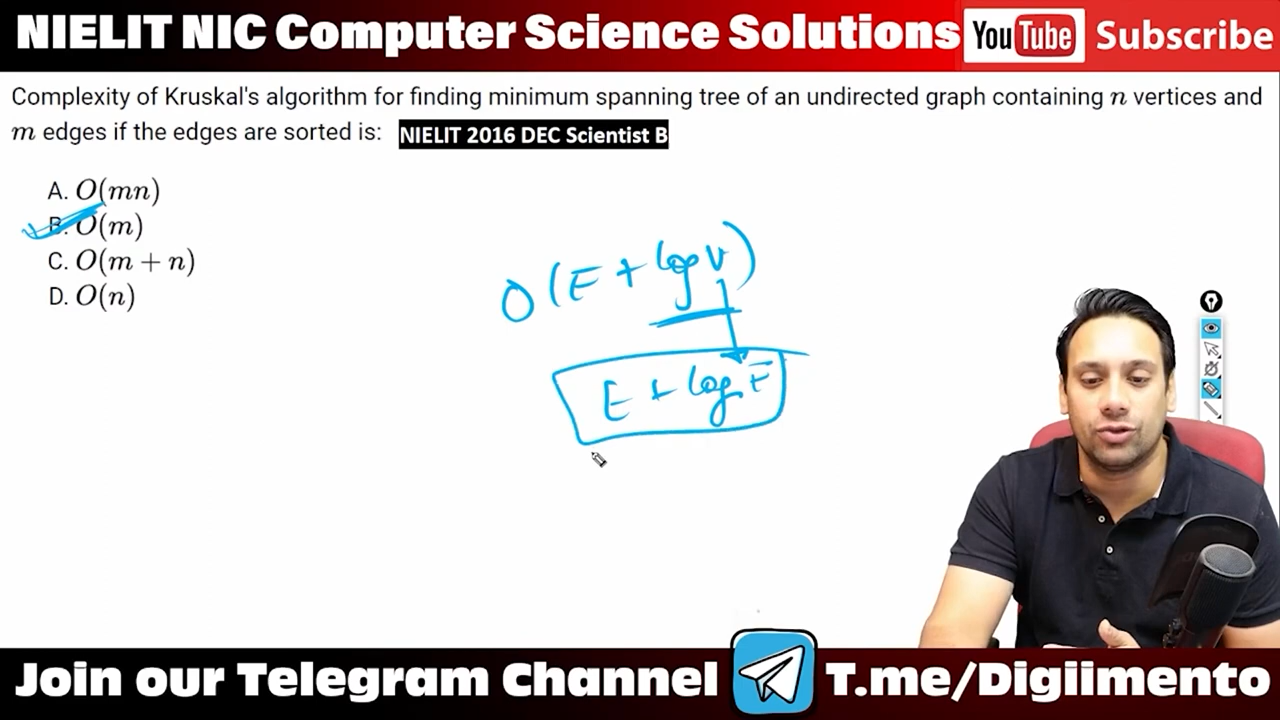 NIELIT NIC Computer Science Solutions YouTube Subscribe
Complexity of Kruskal's algorithm for finding minimum spanning tree of an undirected graph containing n vertices and
m edges if the edges are sorted is: NIELIT 2016 DEC Scientist B
A. O(mn)
B. O(m)
C. O(m + n)
D. O(n)
O(E + log V)
E + log E
Join our Telegram Channel T.me/Digiimento